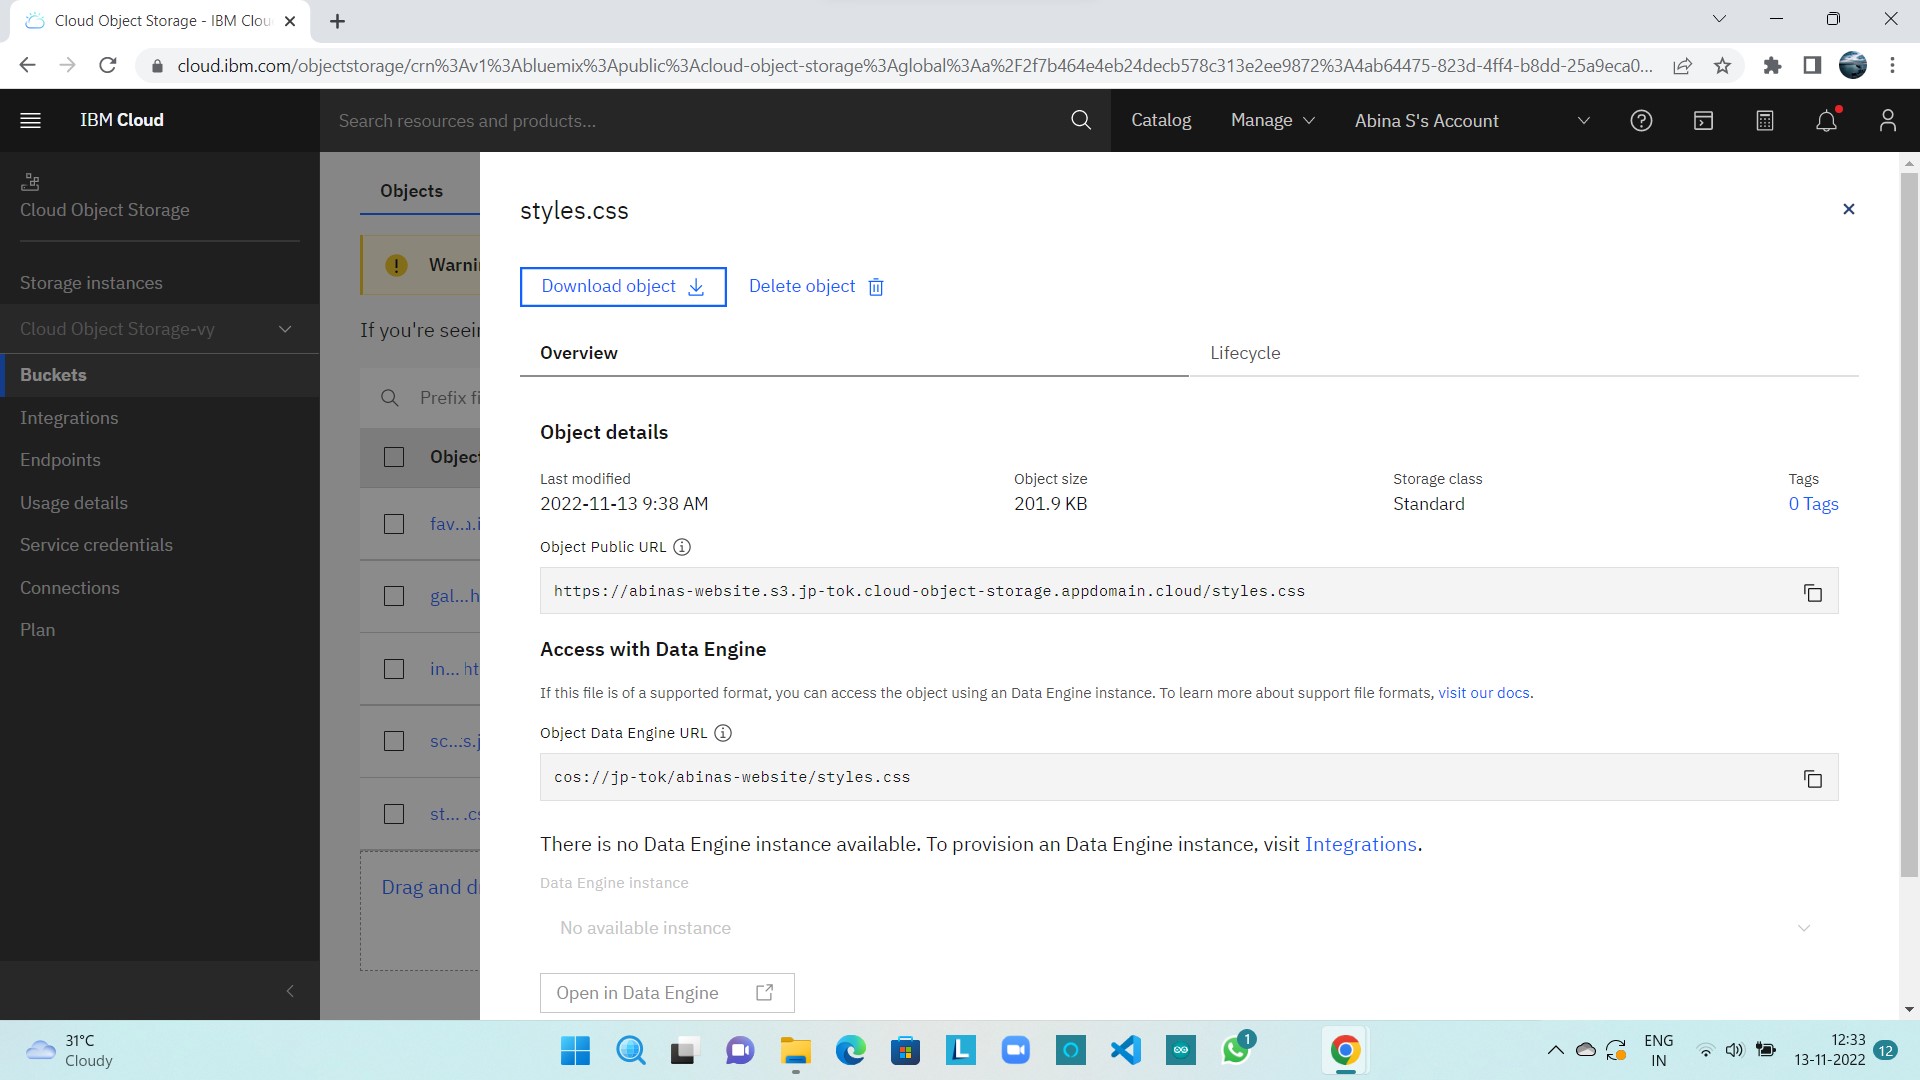 Cloud Object Storage - IBM Clou
cloud.ibm.com/objectstorage/crn%3Av1%3Abluemix%3Apublic%3Acloud-object-storage%3Aglobal%3Aa%2F2f7b464e4eb24decb578c313e2ee9872%3A4ab64475-823d-4ff4-b8dd-25a9eca0...
IBM Cloud
Search resources and products...
Catalog
Manage
Abina S's Account
Cloud Object Storage
Storage instances
Cloud Object Storage-vy
Buckets
Integrations
Endpoints
Usage details
Service credentials
Connections
Plan
Objects
Warni
If you're seei
Prefix fi
Objec
fav...
gal...h
in... ht
sc...s.j
st... .cs
Drag and d
styles.css
Download object
Delete object
Overview
Lifecycle
Object details
Last modified
2022-11-13 9:38 AM
Object size
201.9 KB
Storage class
Standard
Tags
0 Tags
Object Public URL
https://abinas-website.s3.jp-tok.cloud-object-storage.appdomain.cloud/styles.css
Access with Data Engine
If this file is of a supported format, you can access the object using an Data Engine instance. To learn more about support file formats, visit our docs.
Object Data Engine URL
cos://jp-tok/abinas-website/styles.css
There is no Data Engine instance available. To provision an Data Engine instance, visit Integrations.
Data Engine instance
No available instance
Open in Data Engine
31°C
Cloudy
1
ENG
IN
12:33
13-11-2022
12